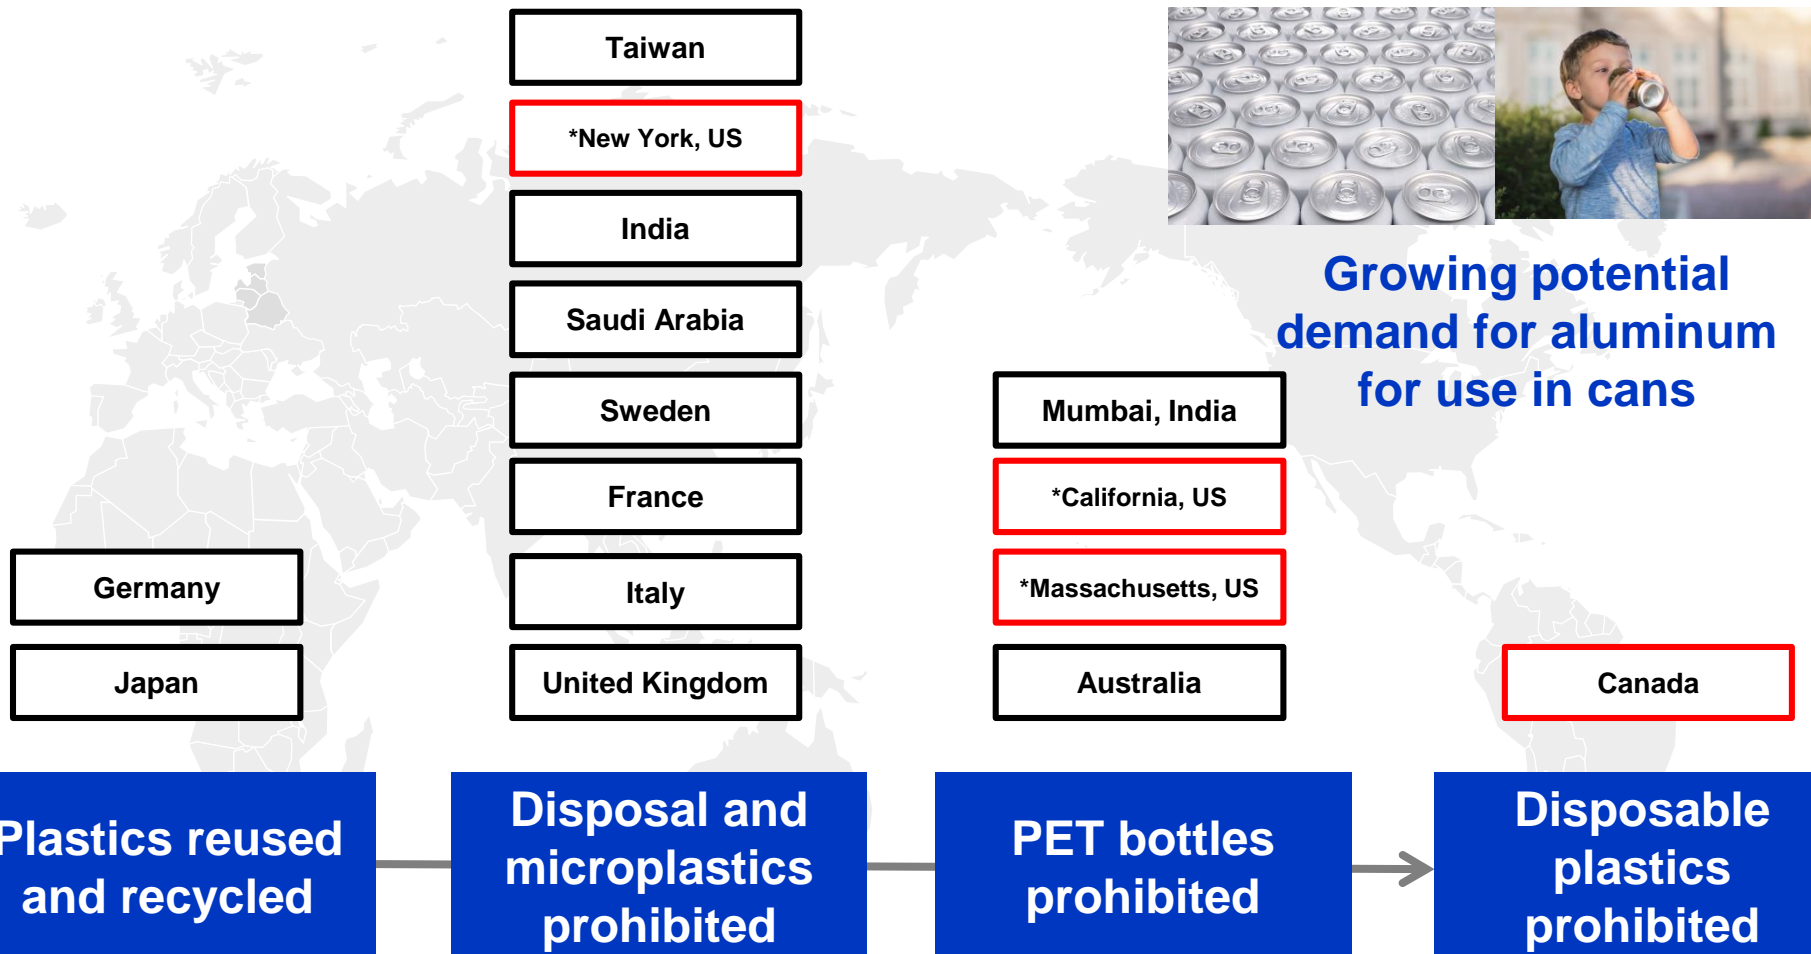 Taiwan
*New York, US
India
Saudi Arabia
Sweden
France
Italy
United Kingdom
Germany
Japan
Mumbai, India
*California, US
*Massachusetts, US
Australia
Canada
Growing potential
demand for aluminum
for use in cans
Plastics reused
and recycled
Disposal and
microplastics
prohibited
PET bottles
prohibited
Disposable
plastics
prohibited